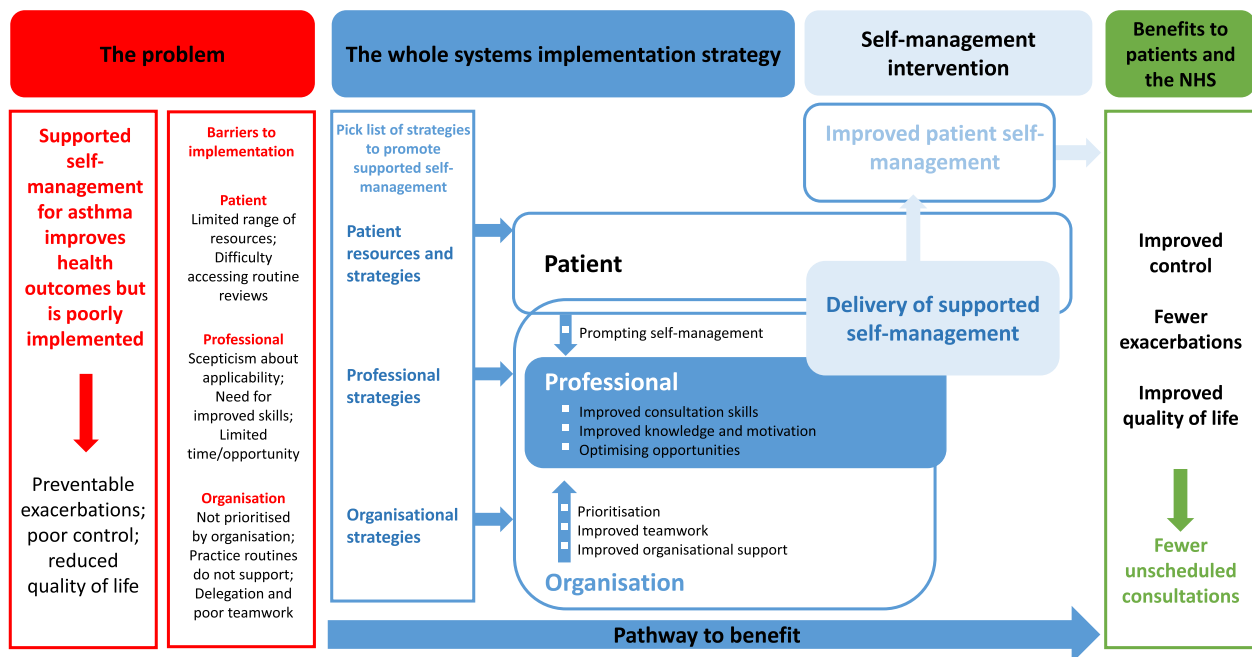 The problem
The whole systems implementation strategy
Self-management
intervention
Benefits to
patients and
the NHS
Supported
self-
management
for asthma
improves
health
outcomes but
is poorly
implemented
Preventable
exacerbations;
poor control;
reduced
quality of life
Barriers to
implementation
Patient
Limited range of
resources;
Difficulty
accessing routine
reviews
Professional
Scepticism about
applicability;
Need for
improved skills;
Limited
time/opportunity
Organisation
Not prioritised
by organisation;
Practice routines
do not support;
Delegation and
poor teamwork
Pick list of strategies
to promote
supported self-
management
Patient
resources and
strategies
Professional
strategies
Organisational
strategies
Patient
Prompting self-management
Professional
Improved consultation skills
Improved knowledge and motivation
Optimising opportunities
Prioritisation
Improved teamwork
Improved organisational support
Organisation
Improved patient self-
management
Delivery of supported
self-management
Improved
control
Fewer
exacerbations
Improved
quality of life
Fewer
unscheduled
consultations
Pathway to benefit